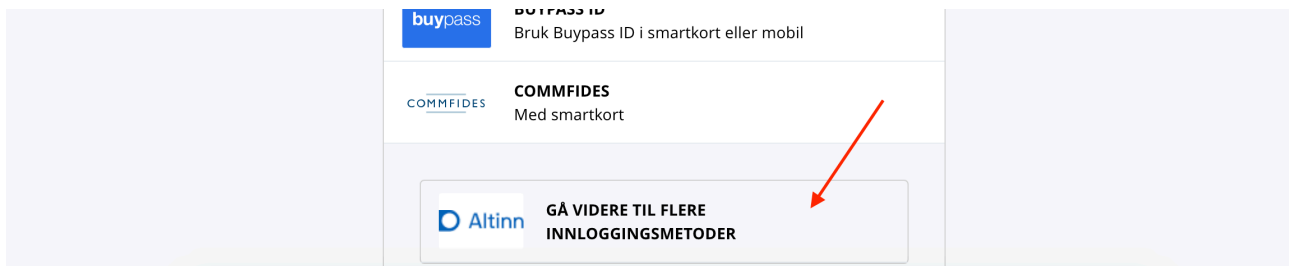 buypass
BUYPASS ID
Bruk Buypass ID i smartkort eller mobil
COMMFIDES
COMMFIDES
Med smartkort
Altinn
GÅ VIDERE TIL FLERE
INNLOGGINGSMETODER